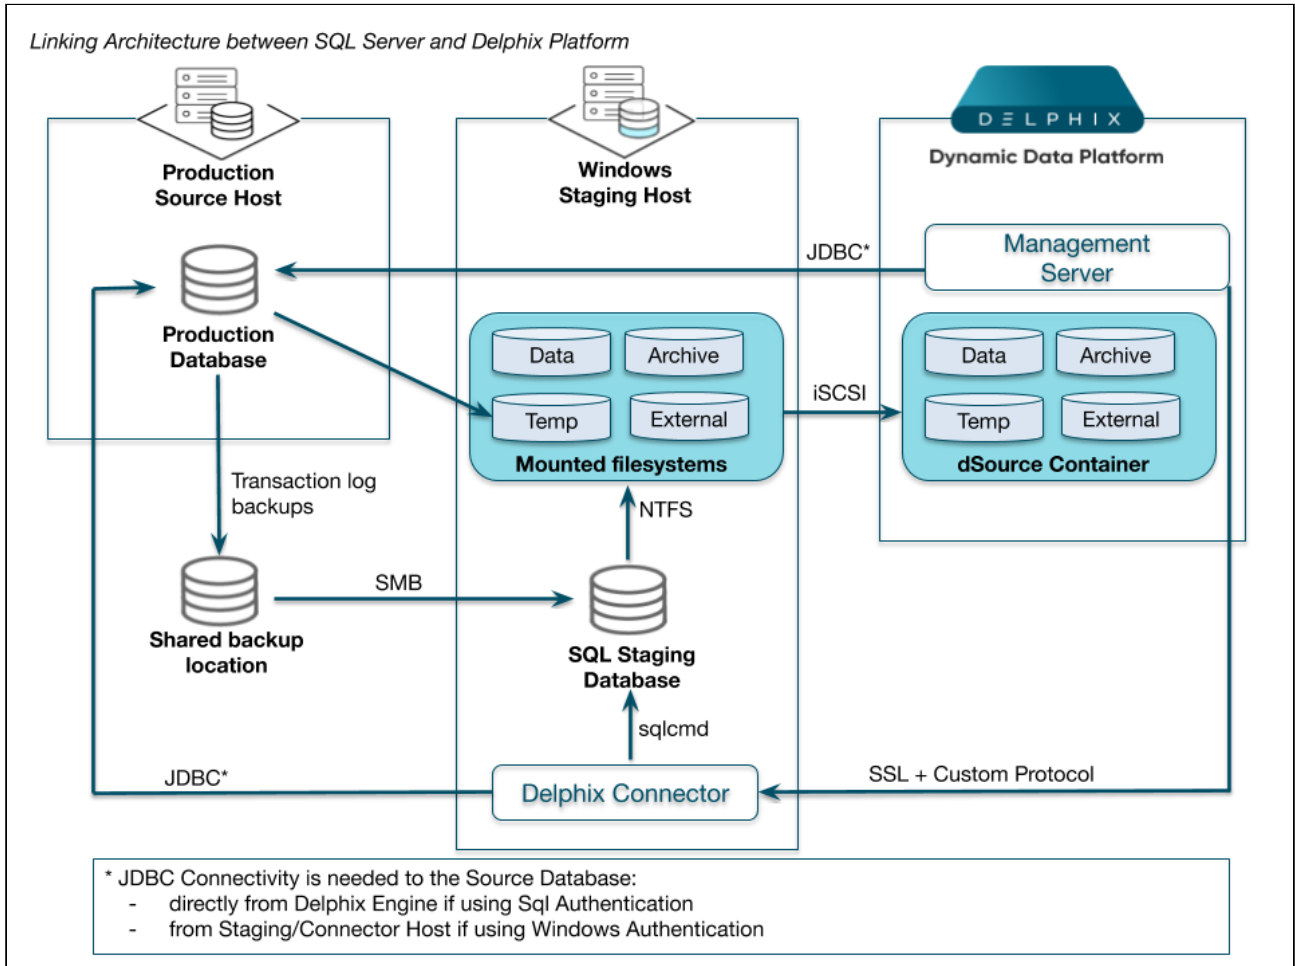 Linking Architecture between SQL Server and Delphix Platform
Production
Source Host
Windows
Staging Host
DELPHIX
Dynamic Data Platform
JDBC*
Management
Server
Production
Database
Data
Archive
Temp
External
Mounted filesystems
iSCSI
Data
Archive
Temp
External
dSource Container
Transaction log
backups
NTFS
SMB
Shared backup
location
SQL Staging
Database
sqlcmd
JDBC*
Delphix Connector
SSL + Custom Protocol
* JDBC Connectivity is needed to the Source Database:
- directly from Delphix Engine if using Sql Authentication
- from Staging/Connector Host if using Windows Authentication